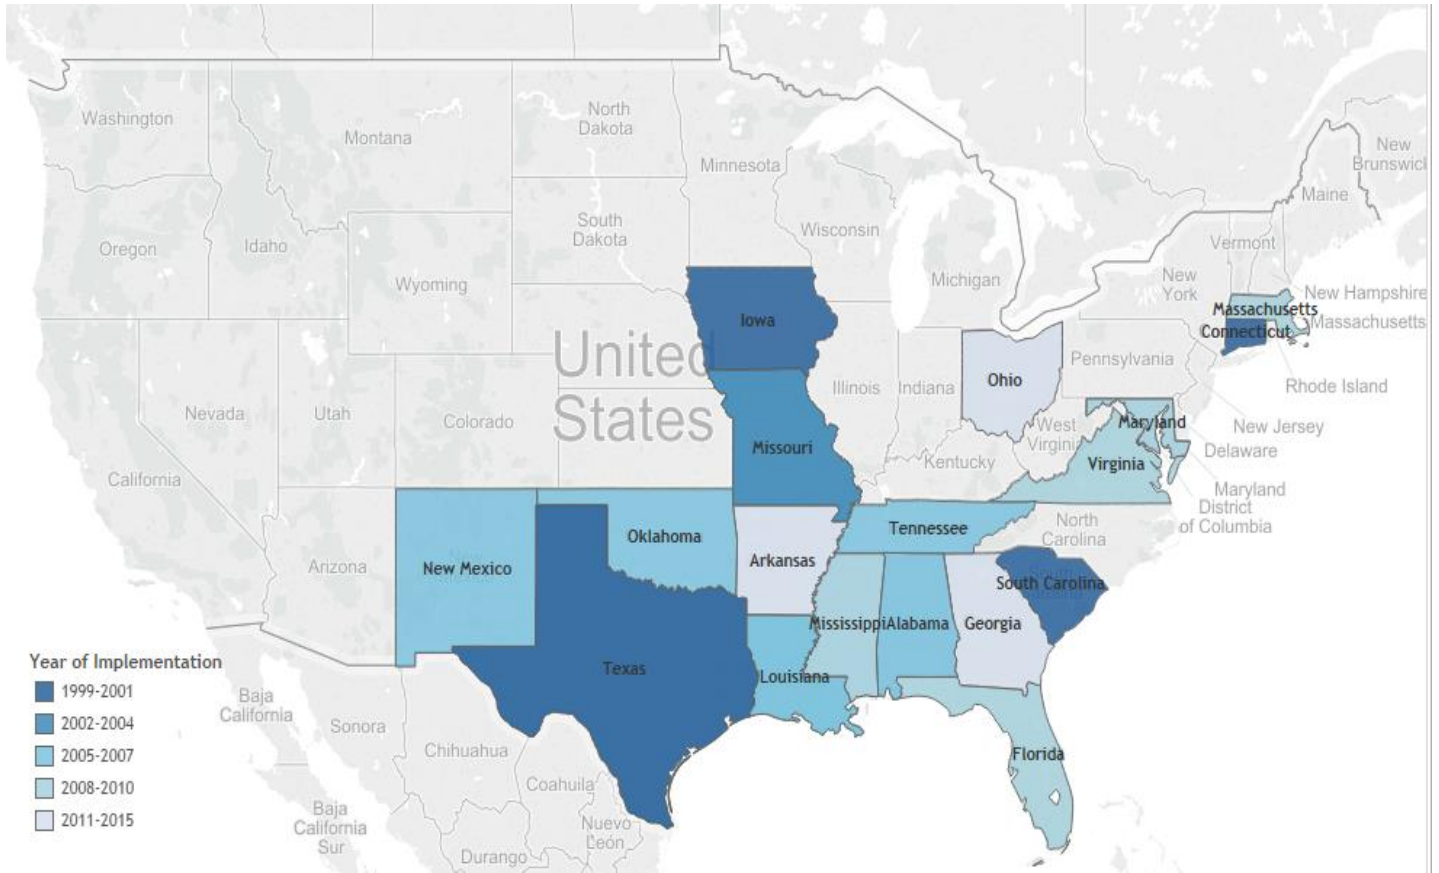 Washington
Montana
North
Dakota
Minnesota
New
Brunswick
Maine
Oregon
Idaho
South
Dakota
Wisconsin
Vermont
Wyoming
Michigan
New
York
New Hampshire
Massachusetts
Massachusetts
Iowa
Connecticut
United
States
Ohio
Pennsylvania
Rhode Island
Nevada
Utah
Colorado
Illinois
Indiana
West
Virginia
Maryland
New Jersey
Delaware
California
Missouri
Kentucky
Virginia
Maryland
District
of Columbia
Arizona
New Mexico
Oklahoma
Arkansas
Tennessee
North
Carolina
South Carolina
Texas
Louisiana
Mississippi
Alabama
Georgia
Florida
Baja
California
Sonora
Chihuahua
Coahuila
Baja
California
Sur
Nuevo
León
Durango
Year of Implementation
1999-2001
2002-2004
2005-2007
2008-2010
2011-2015